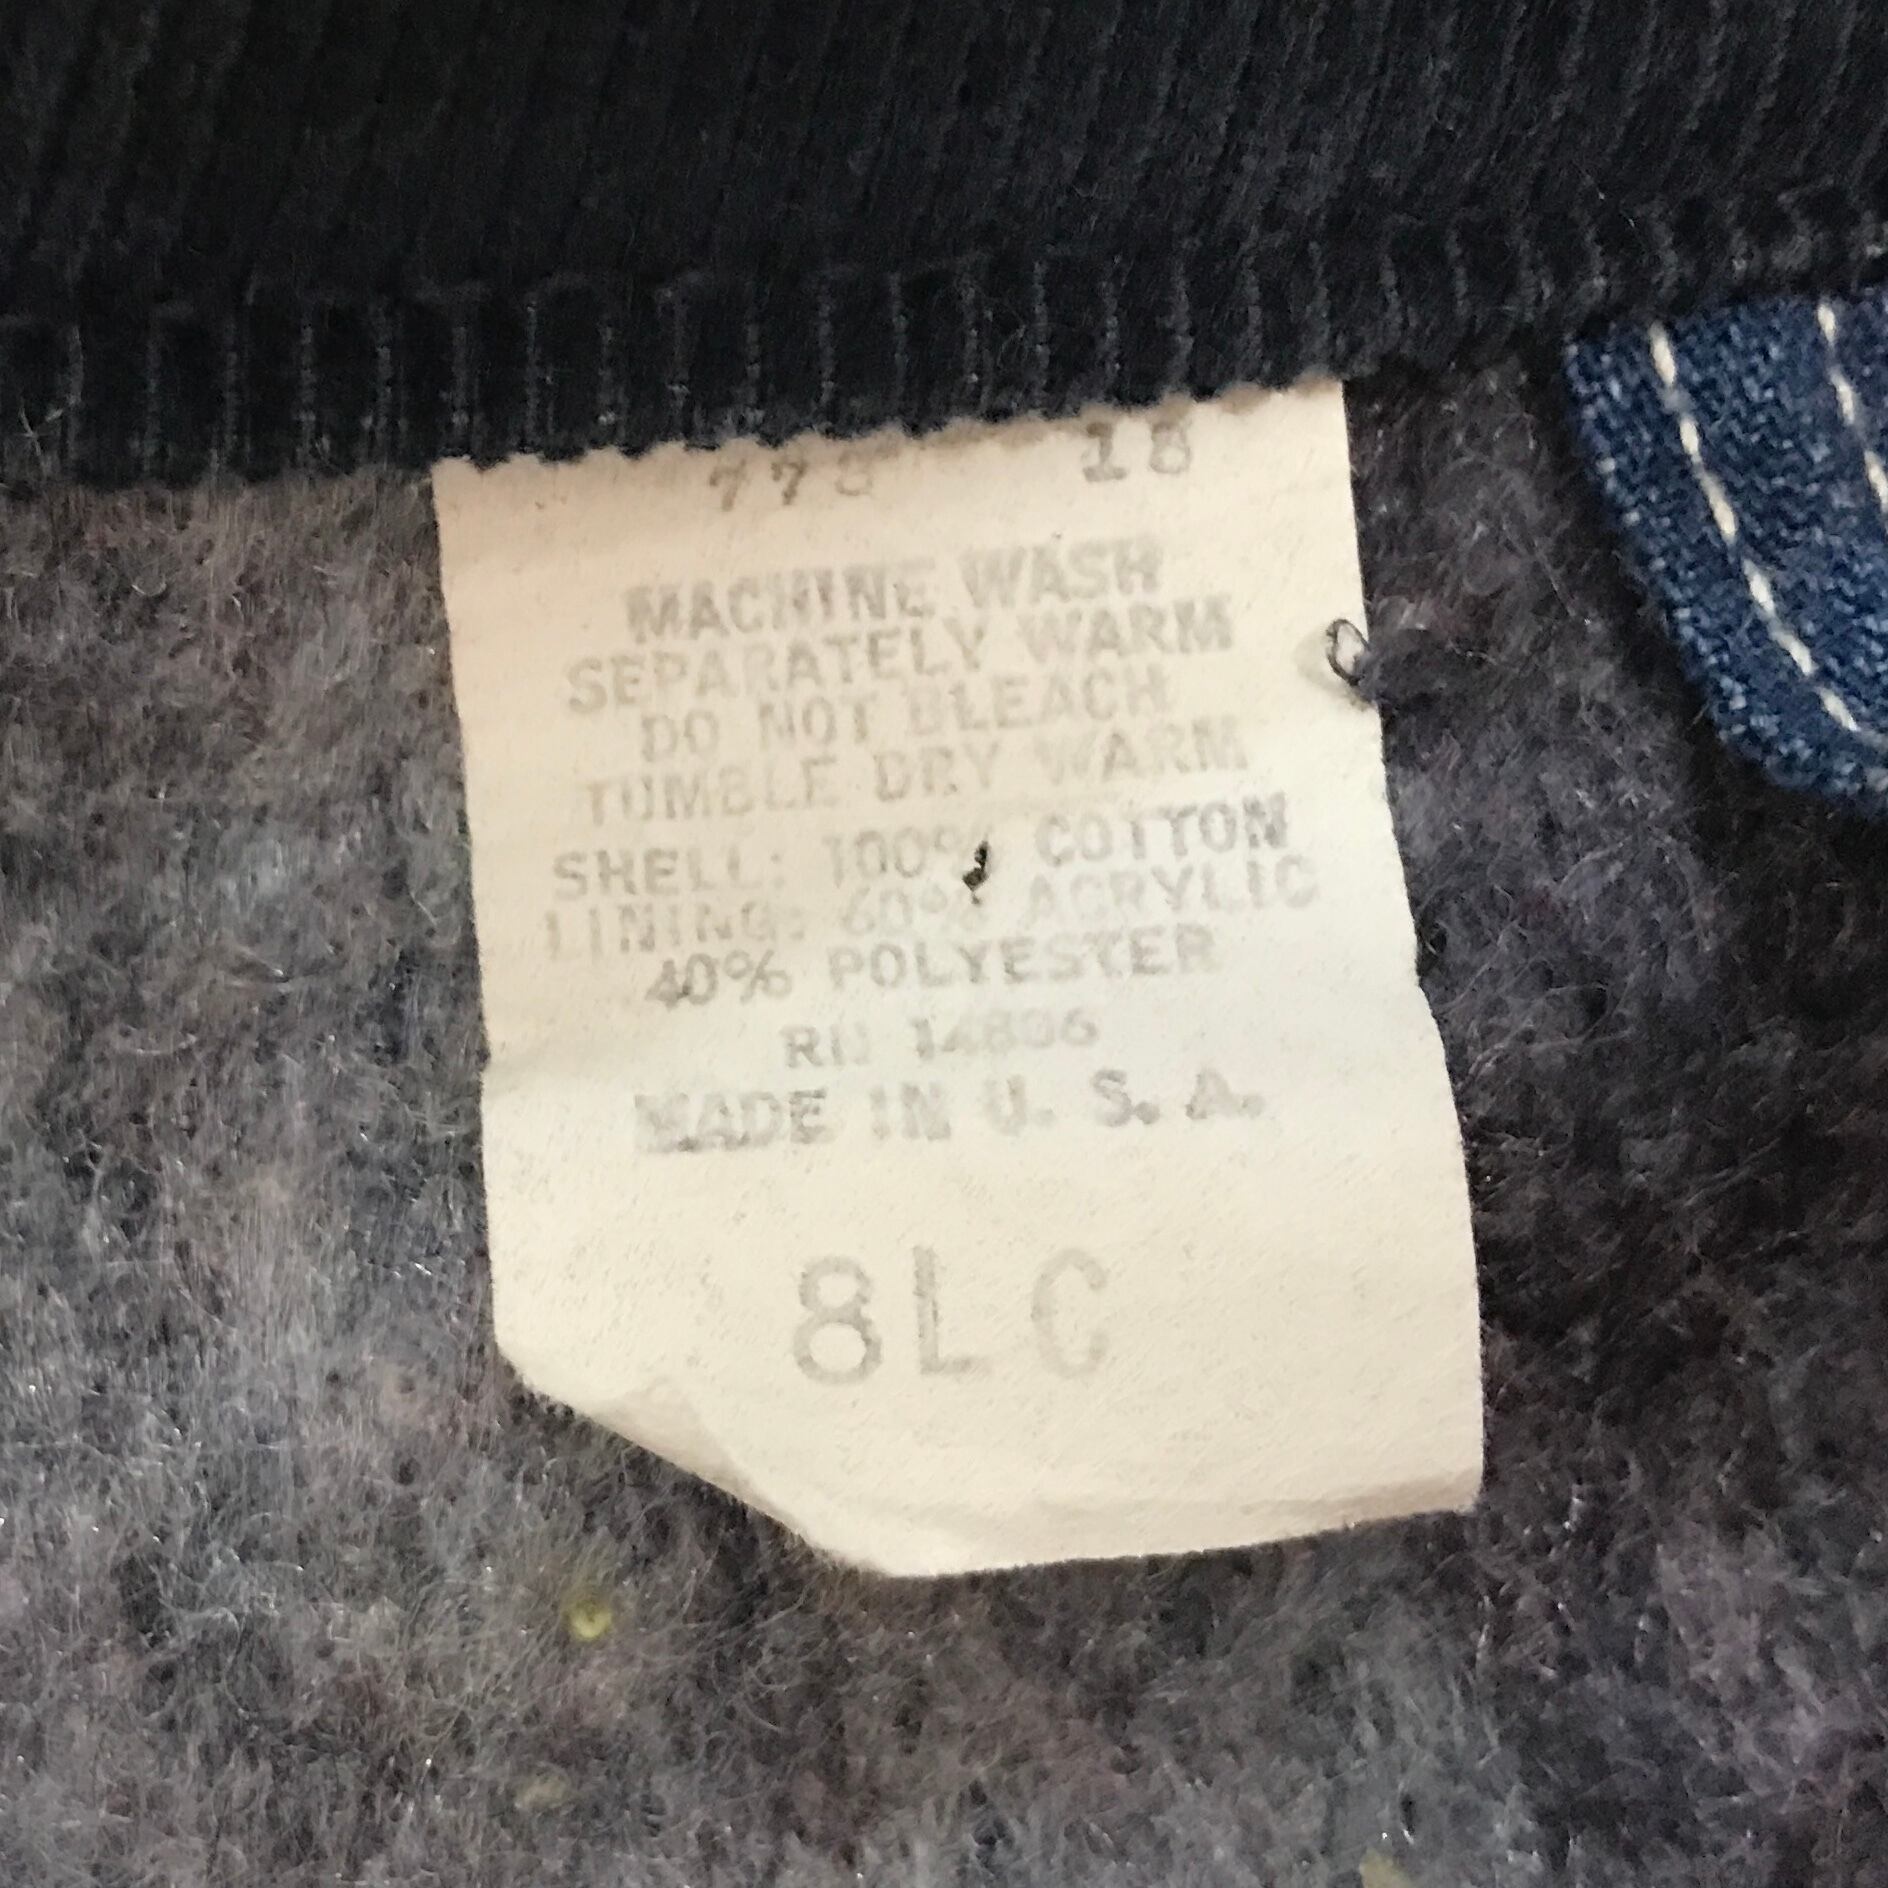 778 18
MACHINE WASH
SEPARATELY WARM
DO NOT BLEACH
TUMBLE DRY WARM
SHELL: 100% COTTON
LINING: 60% ACRYLIC
40% POLYESTER
RN 14806
MADE IN U. S. A.
8LC